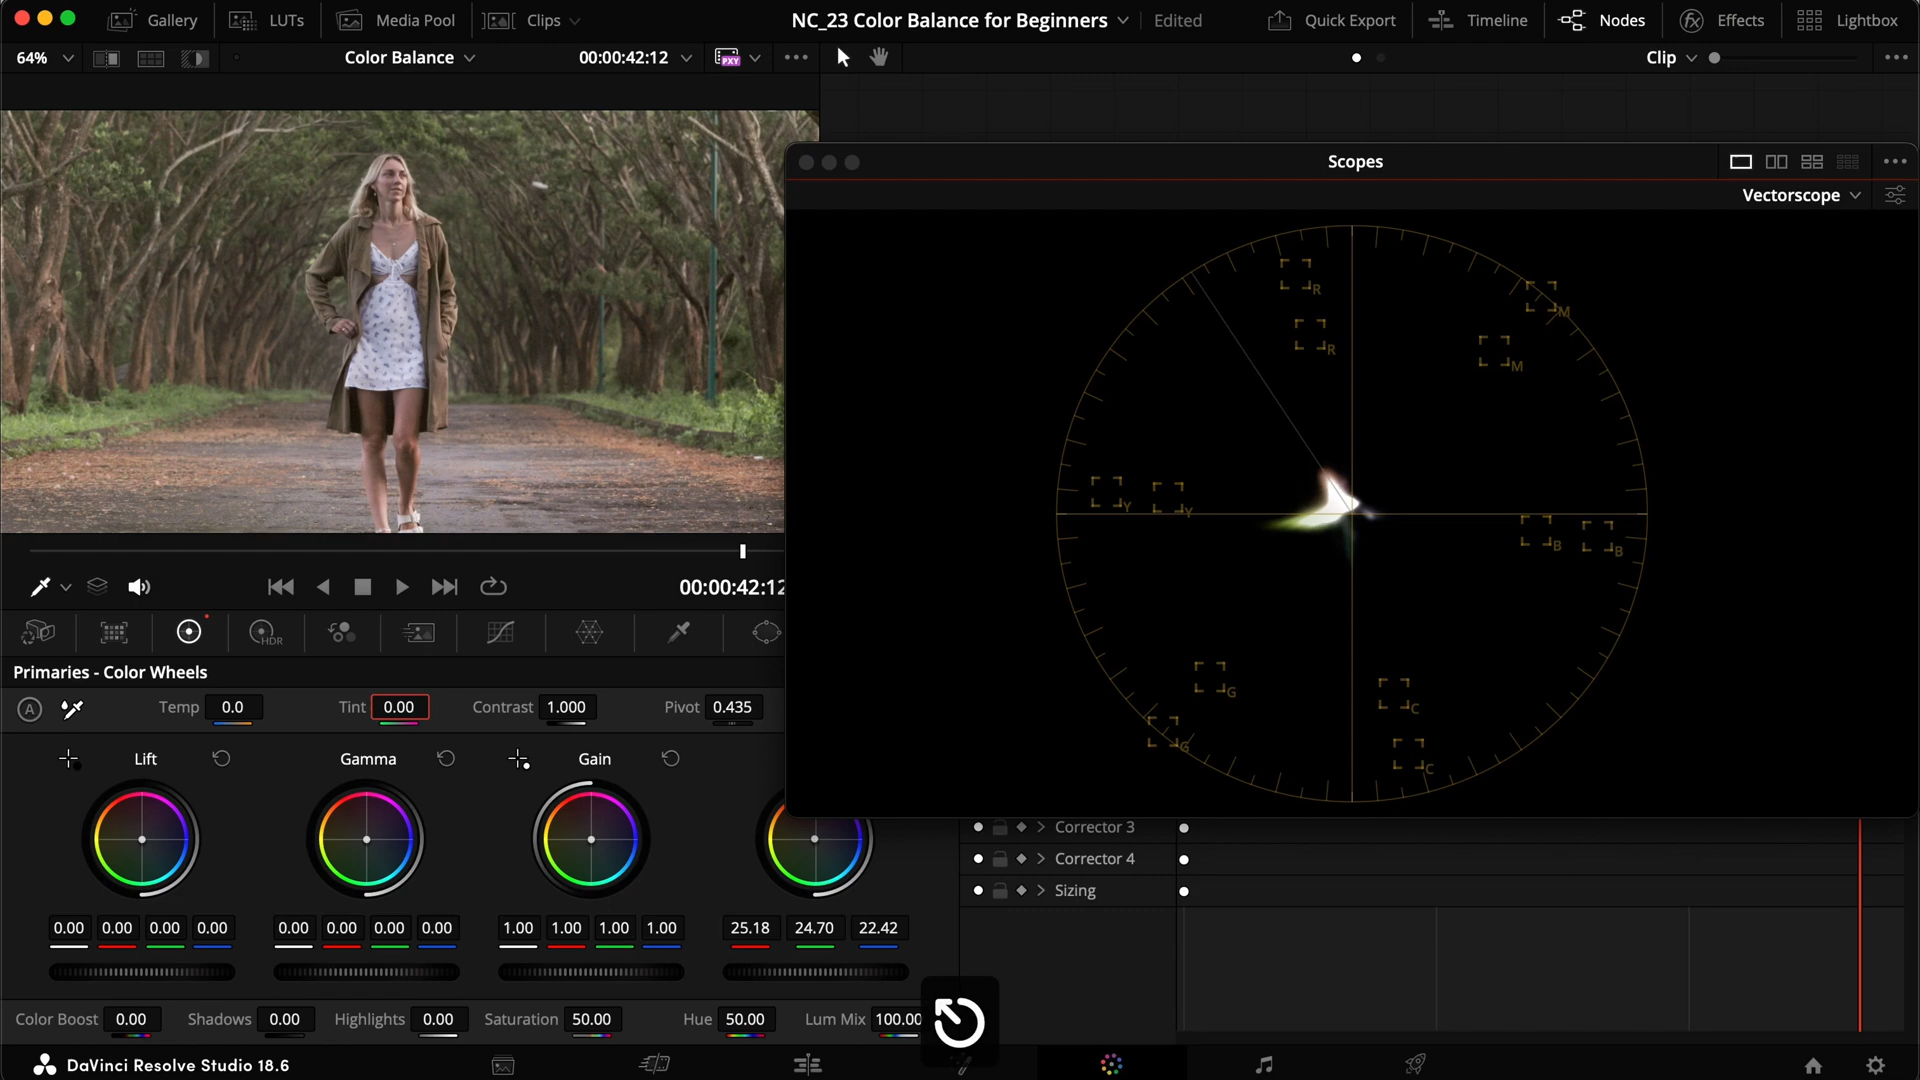 Gallery LUTs Media Pool Clips NC_23 Color Balance for Beginners Edited Quick Export Timeline Nodes Effects Lightbox
64% Color Balance 00:00:42:12 PXY Clip
Scopes
Vectorscope
R
M
R
M
Y
Y
B
B
G
C
G
C
00:00:42:12
HDR
Primaries - Color Wheels
A Temp 0.0 Tint 0.00 Contrast 1.000 Pivot 0.435
Lift Gamma Gain
Corrector 3
Corrector 4
Sizing
0.00 0.00 0.00 0.00 0.00 0.00 0.00 0.00 1.00 1.00 1.00 1.00 25.18 24.70 22.42
Color Boost 0.00 Shadows 0.00 Highlights 0.00 Saturation 50.00 Hue 50.00 Lum Mix 100.00
DaVinci Resolve Studio 18.6